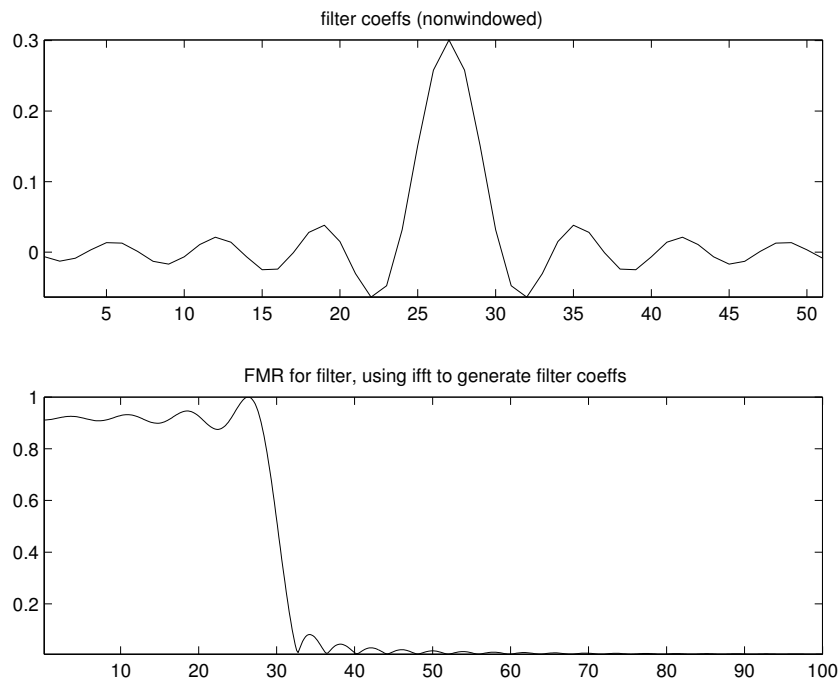 filter coeffs (nonwindowed)
0.3
0.2
0.1
0
5 10 15 20 25 30 35 40 45 50
FMR for filter, using ifft to generate filter coeffs
1
0.8
0.6
0.4
0.2
10 20 30 40 50 60 70 80 90 100